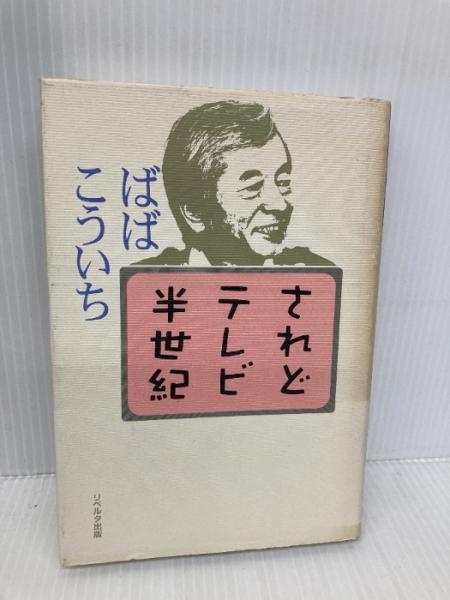 ばば
こういち
されど
テレビ
半世紀
リベルタ出版